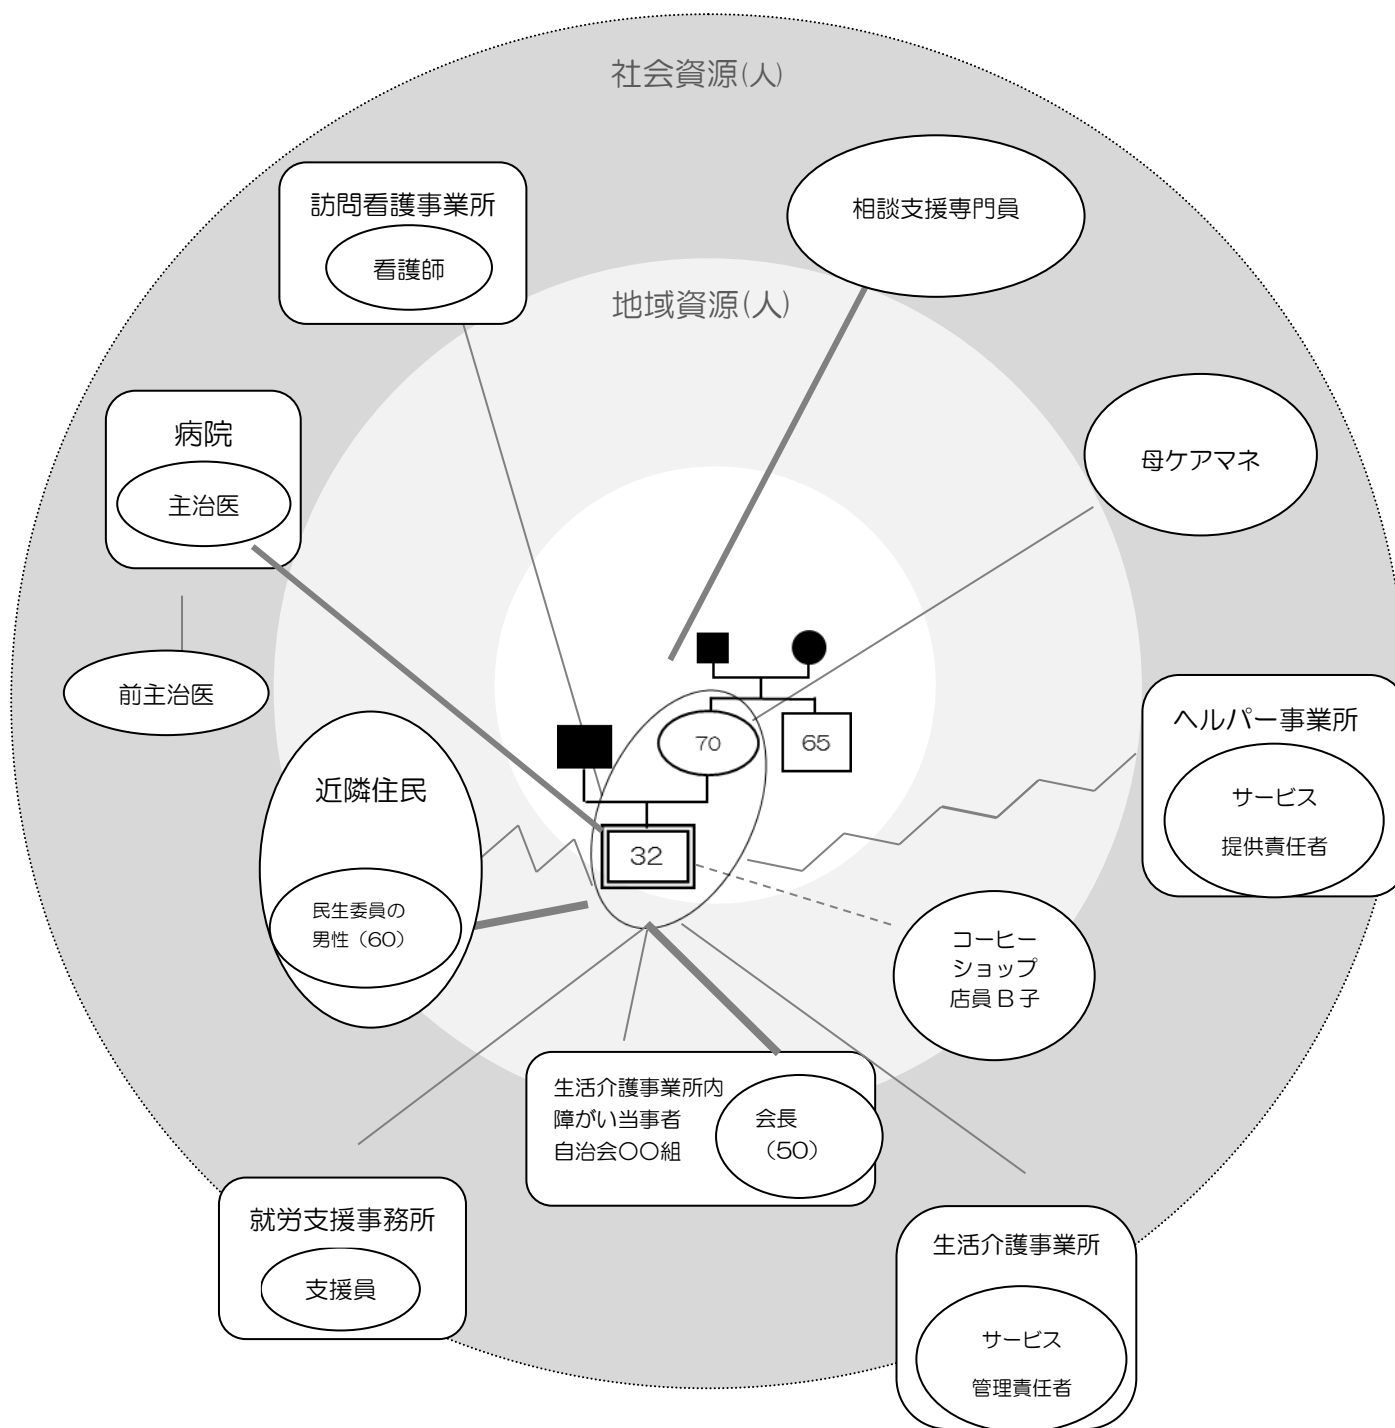 社会資源(人)
訪問看護事業所
看護師
相談支援専門員
地域資源(人)
病院
主治医
母ケアマネ
前主治医
70
65
32
近隣住民
民生委員の
男性(60)
ヘルパー事業所
サービス
提供責任者
コーヒー
ショップ
店員B子
生活介護事業所内
障がい当事者
自治会〇〇組
会長
(50)
就労支援事務所
支援員
生活介護事業所
サービス
管理責任者